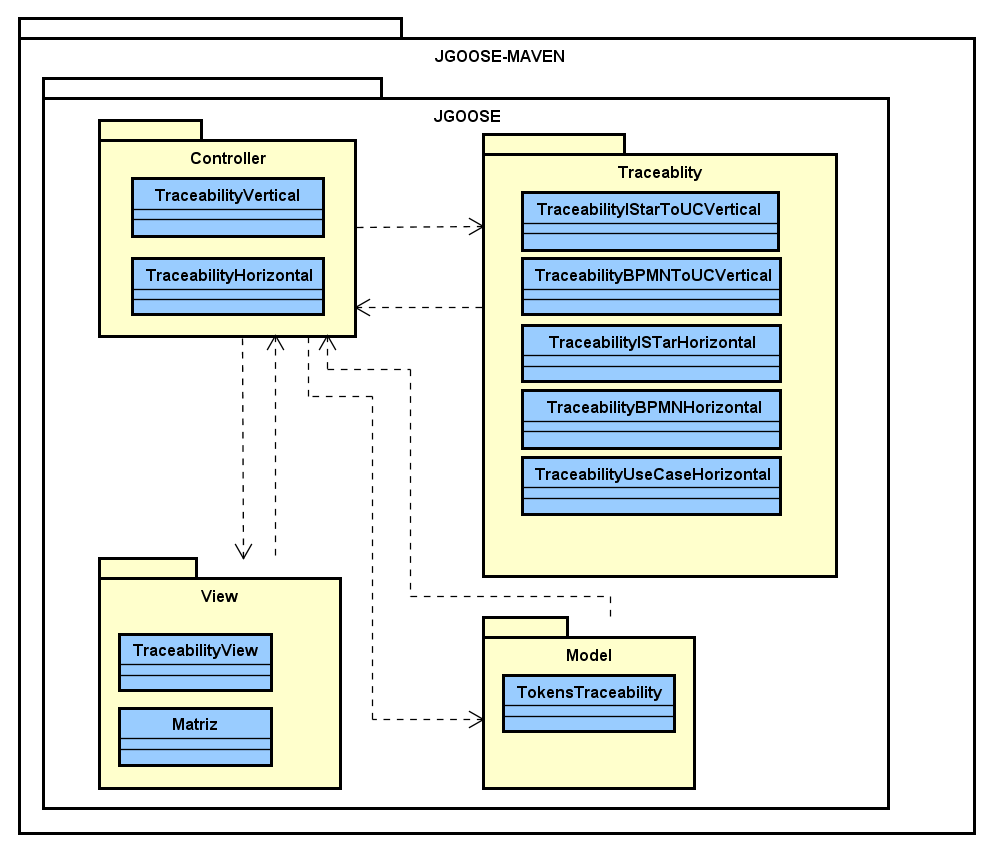 JGOOSE-MAVEN
JGOOSE
Controller
TraceabilityVertical
TraceabilityHorizontal
Traceablity
TraceabilityIStarToUCVertical
TraceabilityBPMNToUCVertical
TraceabilityISTarHorizontal
TraceabilityBPMNHorizontal
TraceabilityUseCaseHorizontal
View
TraceabilityView
Matriz
Model
TokensTraceability